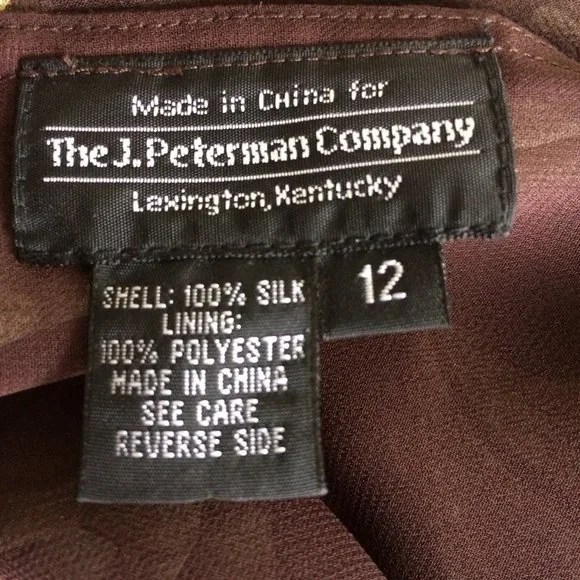 Made in China for
The J. Peterman Company
Lexington, Kentucky
12
SHELL: 100% SILK
LINING:
100% POLYESTER
MADE IN CHINA
SEE CARE
REVERSE SIDE